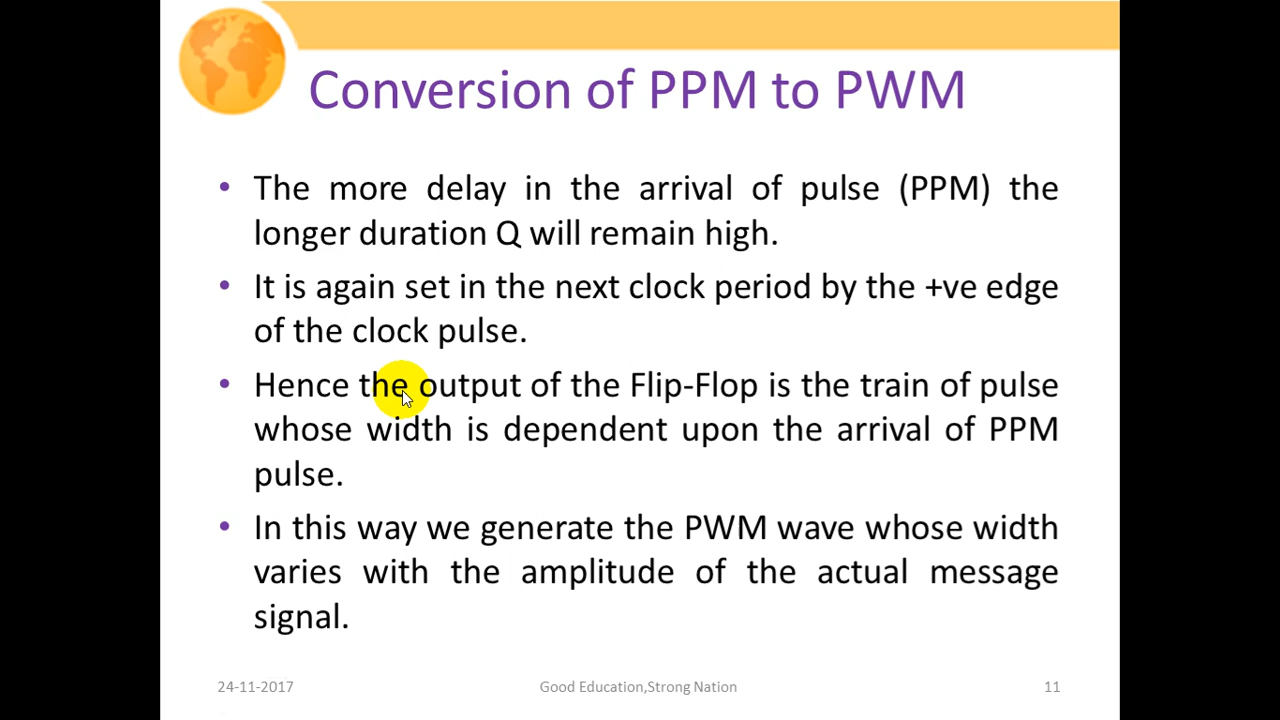 Conversion of PPM to PWM
• The more delay in the arrival of pulse (PPM) the
longer duration Q will remain high.
• It is again set in the next clock period by the +ve edge
of the clock pulse.
• Hence the output of the Flip-Flop is the train of pulse
whose width is dependent upon the arrival of PPM
pulse.
• In this way we generate the PWM wave whose width
varies with the amplitude of the actual message
signal.
24-11-2017 Good Education,Strong Nation 11